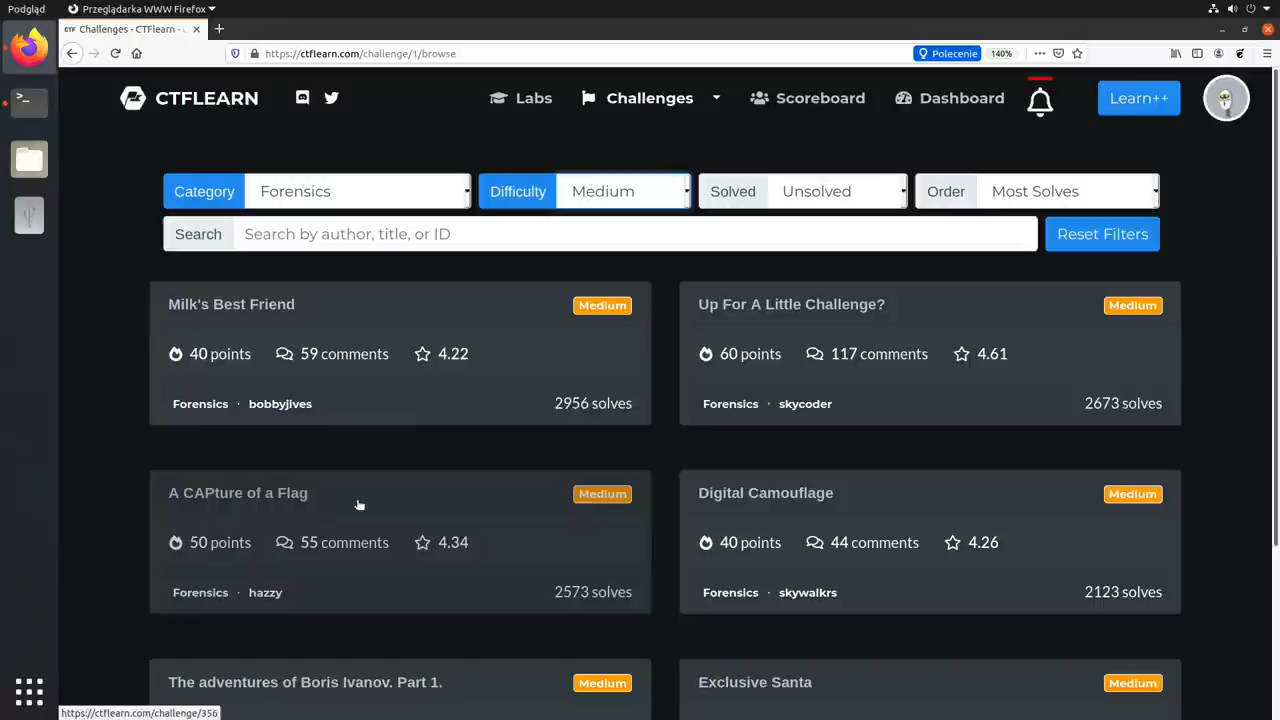 Podgląd
Przeglądarka WWW Firefox
CTF Challenges - CTFlearn -
https://ctflearn.com/challenge/1/browse
Polecenie
140%
CTFLEARN
Labs
Challenges
Scoreboard
Dashboard
Learn++
Category
Forensics
Difficulty
Medium
Solved
Unsolved
Order
Most Solves
Search
Search by author, title, or ID
Reset Filters
Milk's Best Friend
Medium
40 points
59 comments
4.22
Forensics · bobbyjives
2956 solves
Up For A Little Challenge?
Medium
60 points
117 comments
4.61
Forensics · skycoder
2673 solves
A CAPture of a Flag
Medium
50 points
55 comments
4.34
Forensics · hazzy
2573 solves
Digital Camouflage
Medium
40 points
44 comments
4.26
Forensics · skywalkrs
2123 solves
The adventures of Boris Ivanov. Part 1.
Medium
Exclusive Santa
Medium
https://ctflearn.com/challenge/356